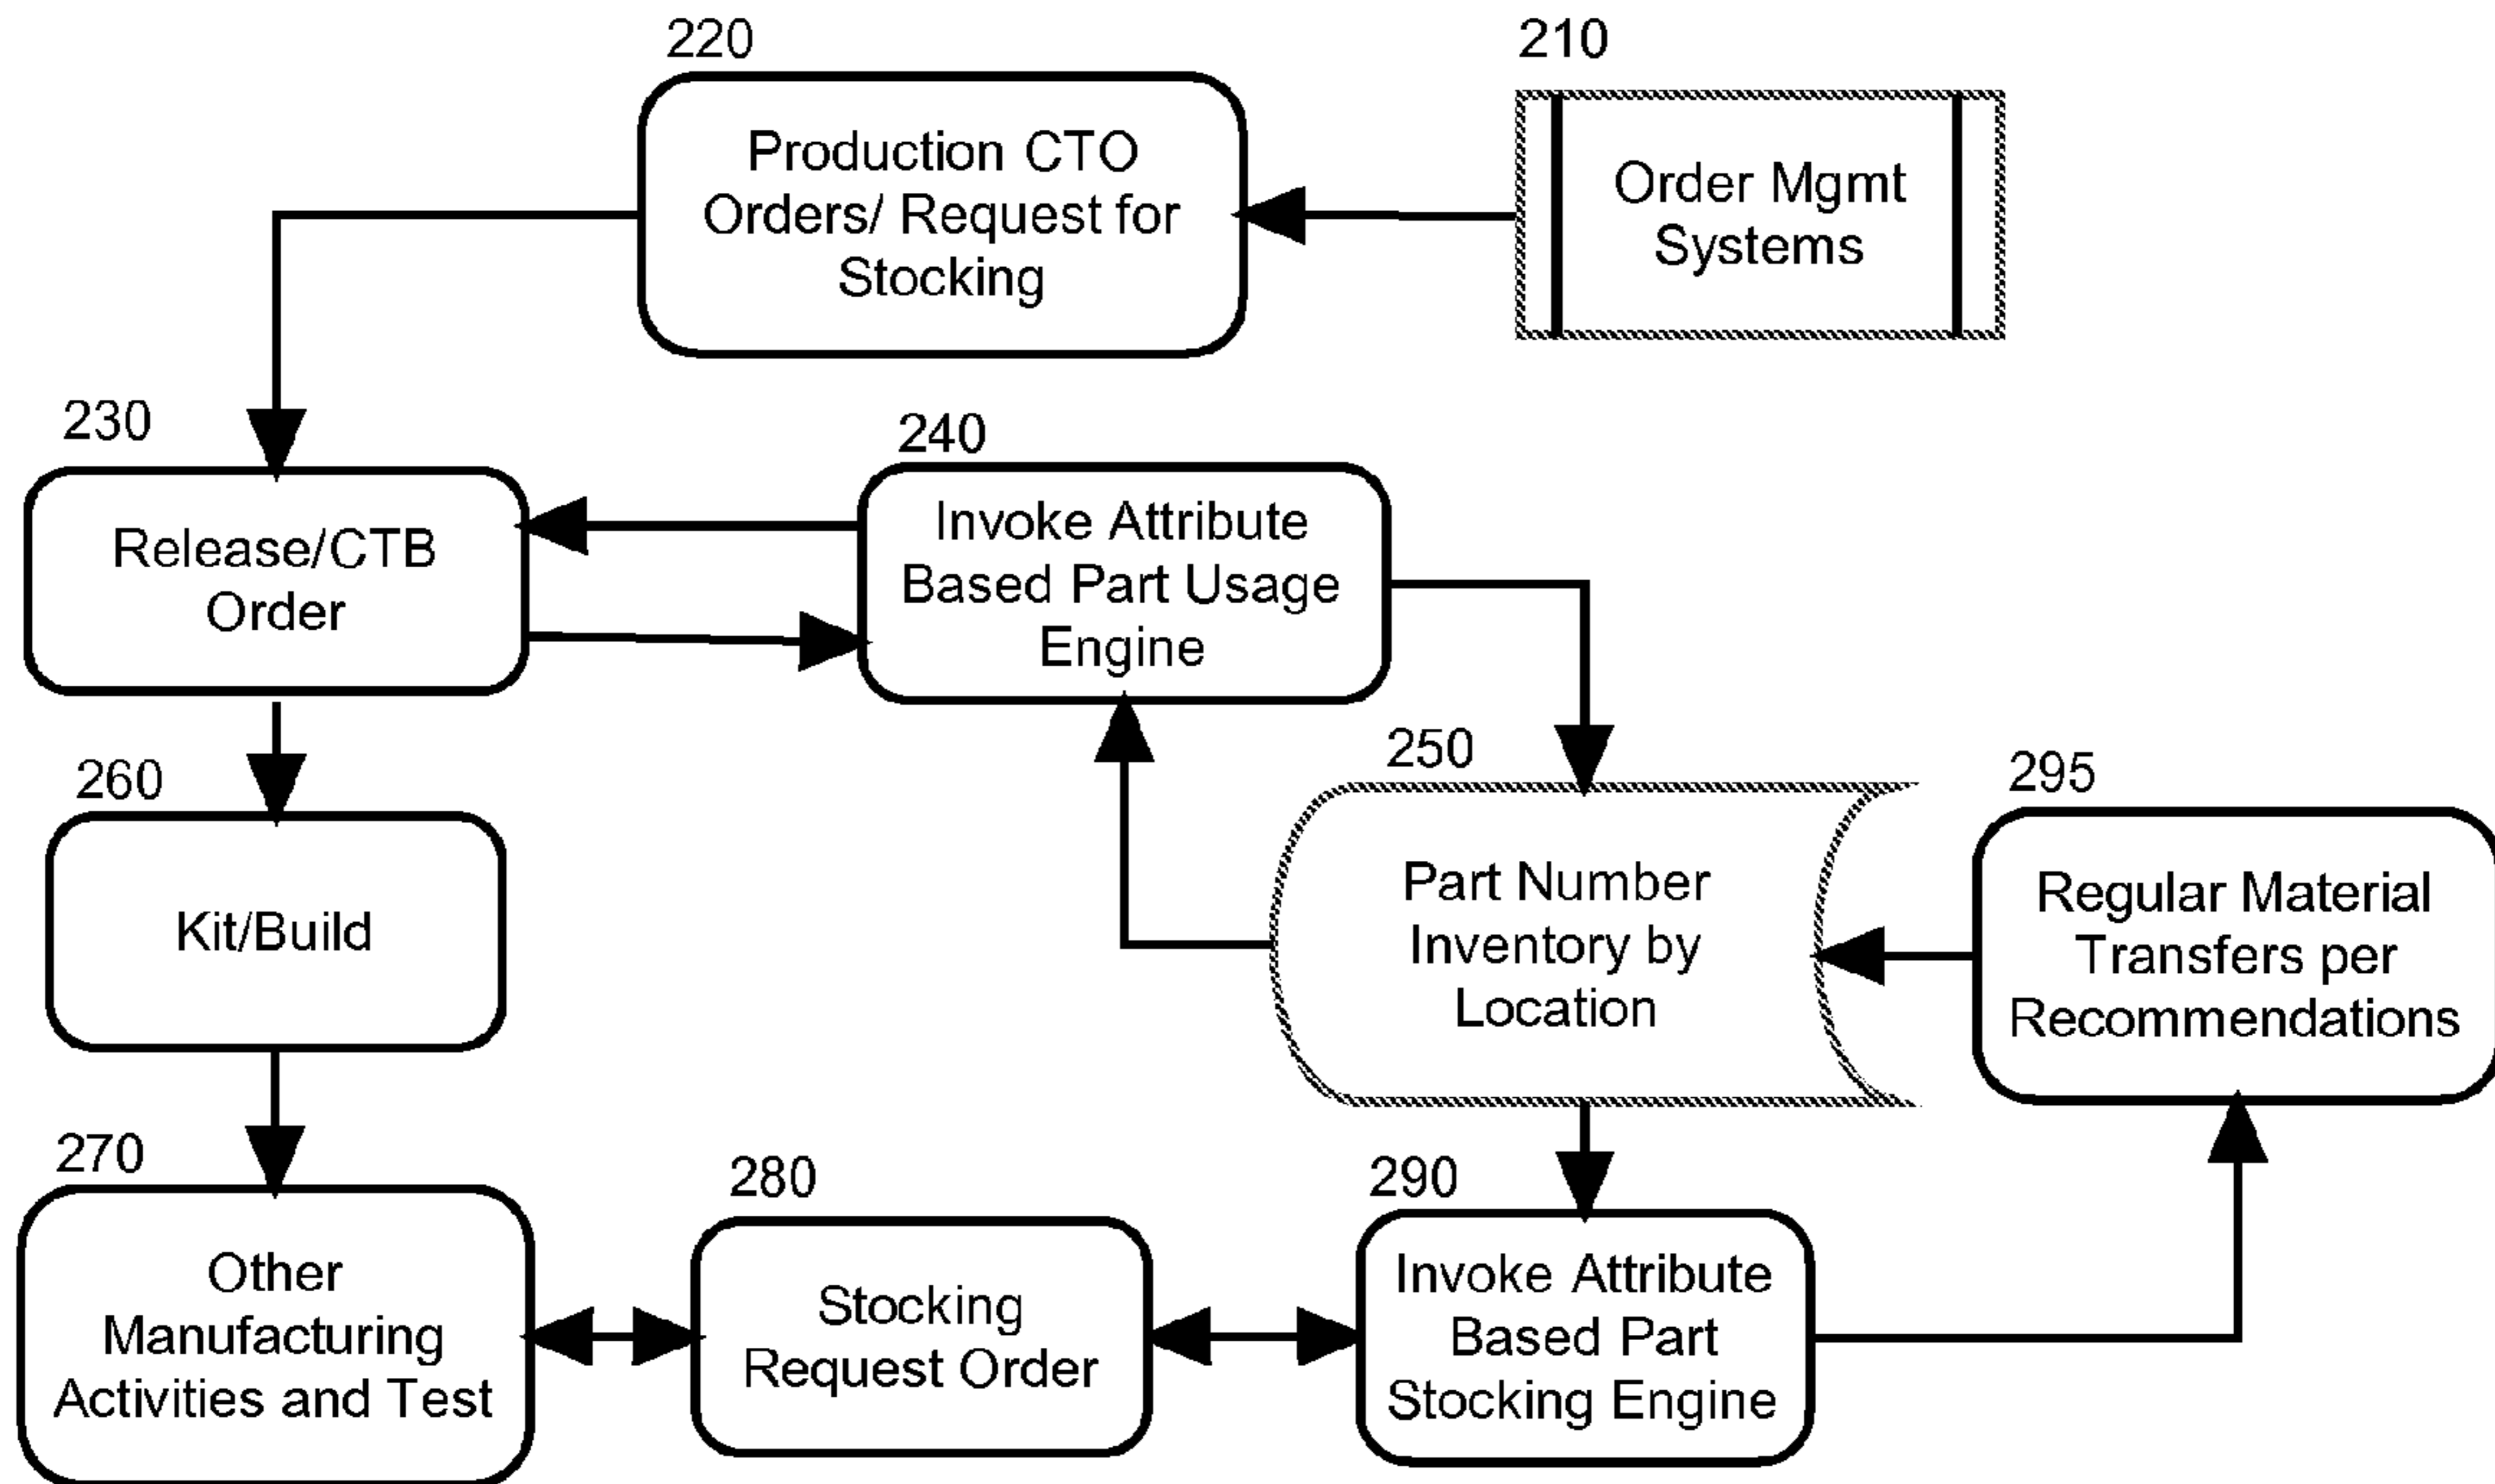 220
Production CTO
Orders/ Request for
Stocking
210
Order Mgmt
Systems
230
Release/CTB
Order
240
Invoke Attribute
Based Part Usage
Engine
250
Part Number
Inventory by
Location
295
Regular Material
Transfers per
Recommendations
260
Kit/Build
270
Other
Manufacturing
Activities and Test
280
Stocking
Request Order
290
Invoke Attribute
Based Part
Stocking Engine